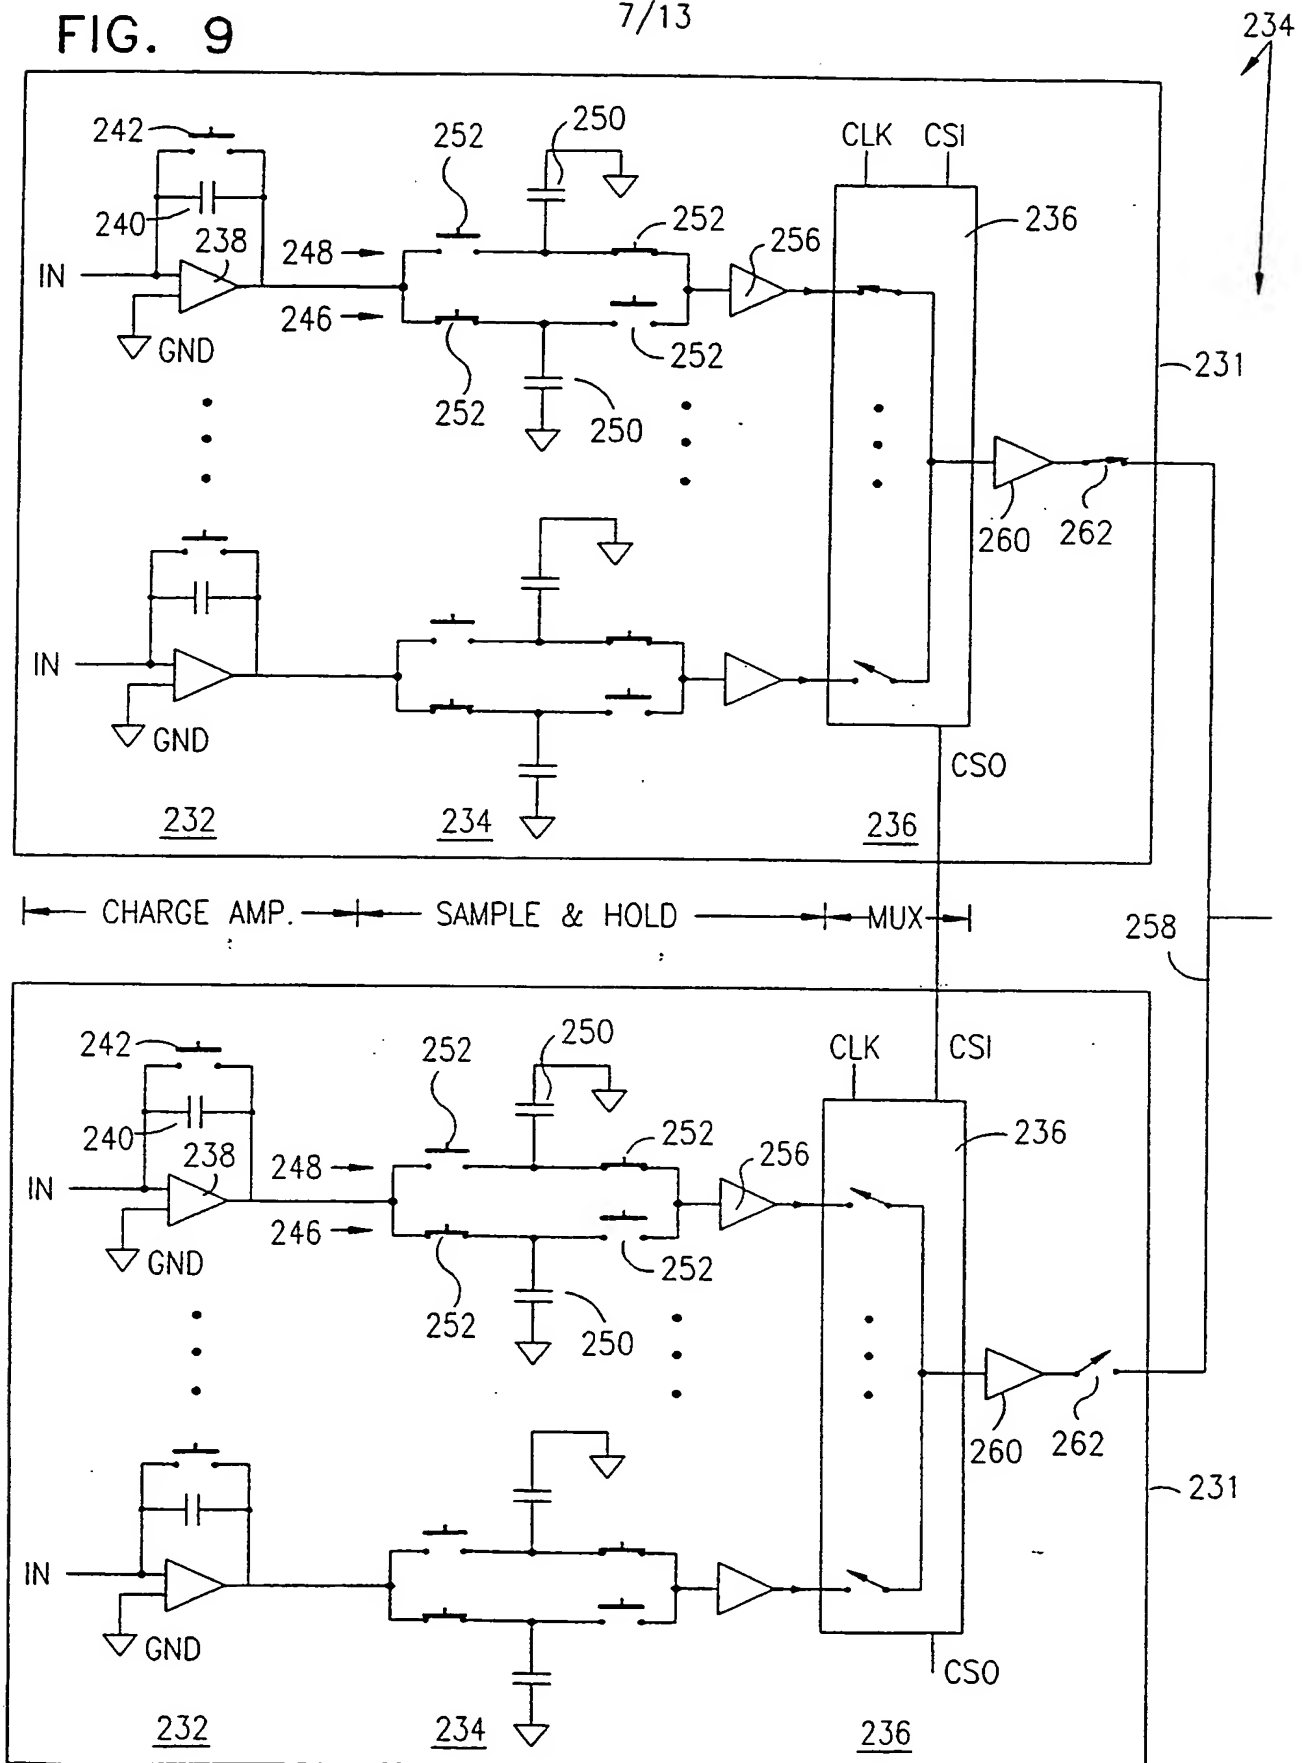 FIG. 9
7/13
234
242
252
250
CLK CSI
240
238
248
252
256
236
IN
246
GND
252
250
252
231
260
262
IN
GND
CSO
232
234
236
CHARGE AMP.
SAMPLE & HOLD
MUX
258
242
252
250
CLK
CSI
240
238
248
252
256
236
IN
246
GND
252
250
252
260
262
231
IN
GND
CSO
232
234
236